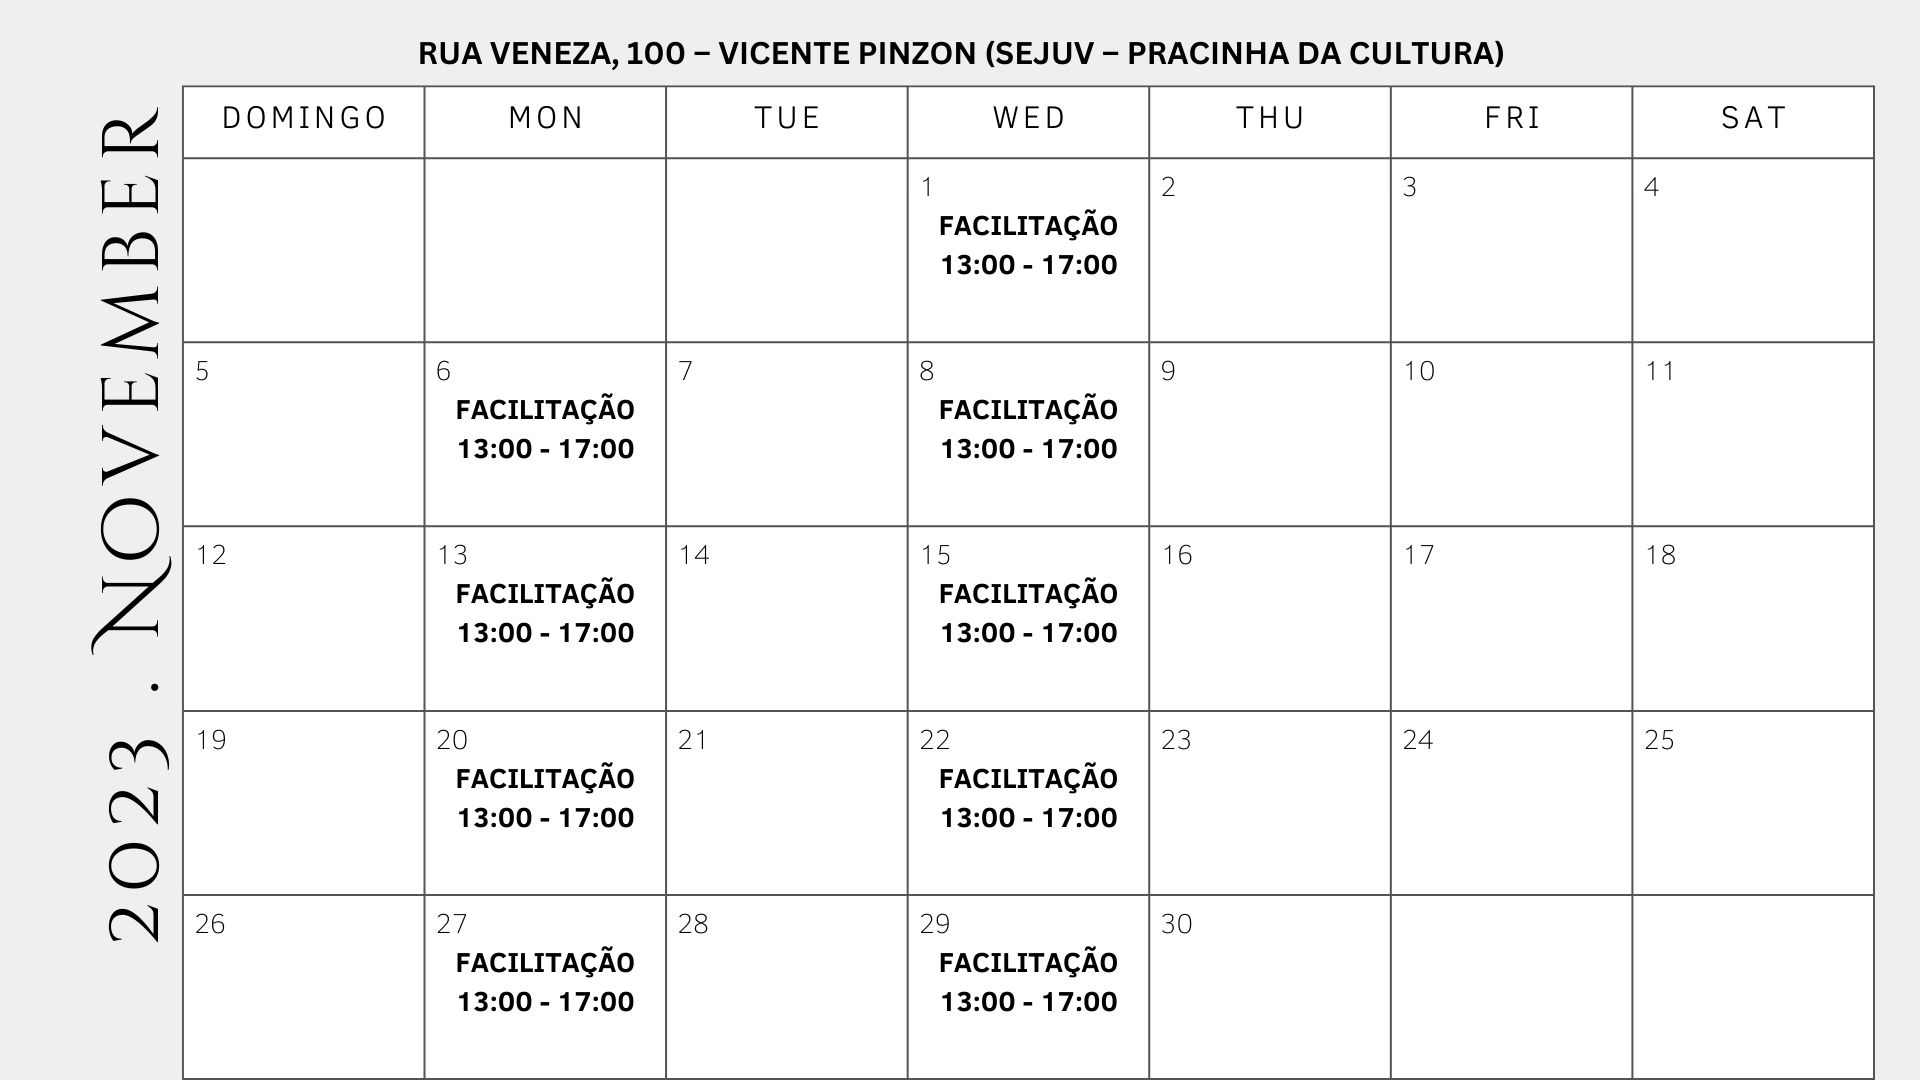 RUA VENEZA, 100 – VICENTE PINZON (SEJUV – PRACINHA DA CULTURA)
2023 . NOVEMBER
DOMINGO MON TUE WED THU FRI SAT
1 2 3 4
FACILITAÇÃO
13:00 - 17:00
5 6 7 8 9 10 11
FACILITAÇÃO FACILITAÇÃO
13:00 - 17:00 13:00 - 17:00
12 13 14 15 16 17 18
FACILITAÇÃO FACILITAÇÃO
13:00 - 17:00 13:00 - 17:00
19 20 21 22 23 24 25
FACILITAÇÃO FACILITAÇÃO
13:00 - 17:00 13:00 - 17:00
26 27 28 29 30
FACILITAÇÃO FACILITAÇÃO
13:00 - 17:00 13:00 - 17:00